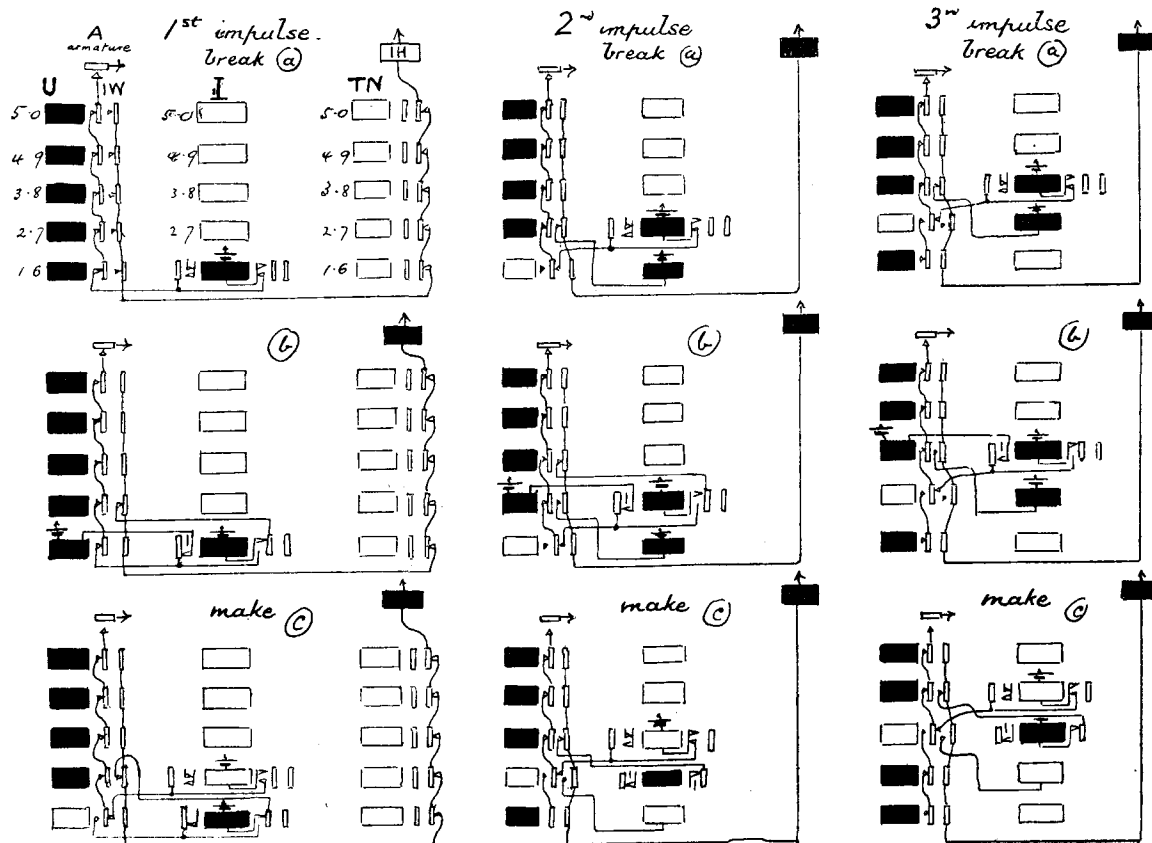 A
armature
1st impulse
break (a)
IH
U
IW
TN
5·0
5·0
5·0
4 9
4·9
4 9
3·8
3·8
3·8
2·7
2 7
2·7
1 6
1·6
2nd impulse
break (a)
3rd impulse
break (a)
(b)
(b)
(b)
make (c)
make (c)
make (c)